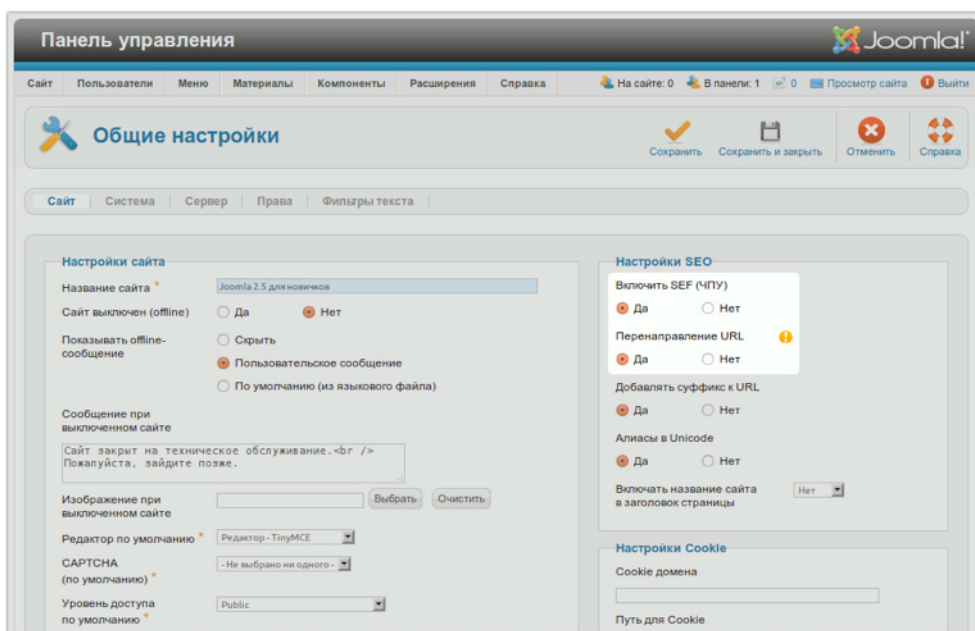 Панель управления
Joomla!
Сайт Пользователи Меню Материалы Компоненты Расширения Справка На сайте: 0 В панели: 1 0 Просмотр сайта Выйти
Общие настройки
Сохранить Сохранить и закрыть Отменить Справка
Сайт Система Сервер Права Фильтры текста
Настройки сайта
Название сайта *
Joomla 2.5 для новичков
Сайт выключен (offline)
Да Нет
Показывать offline-
сообщение
Скрыть
Пользовательское сообщение
По умолчанию (из языкового файла)
Сообщение при
выключенном сайте
Сайт закрыт на техническое обслуживание.<br />
Пожалуйста, зайдите позже.
Изображение при
выключенном сайте
Выбрать Очистить
Редактор по умолчанию *
Редактор - TinyMCE
CAPTCHA
(по умолчанию) *
- Не выбрано ни одного -
Уровень доступа
по умолчанию *
Public
Настройки SEO
Включить SEF (ЧПУ)
Да Нет
Перенаправление URL
Да Нет
Добавлять суффикс к URL
Да Нет
Алиасы в Unicode
Да Нет
Включать название сайта
в заголовок страницы
Нет
Настройки Cookie
Cookie домена
Путь для Cookie